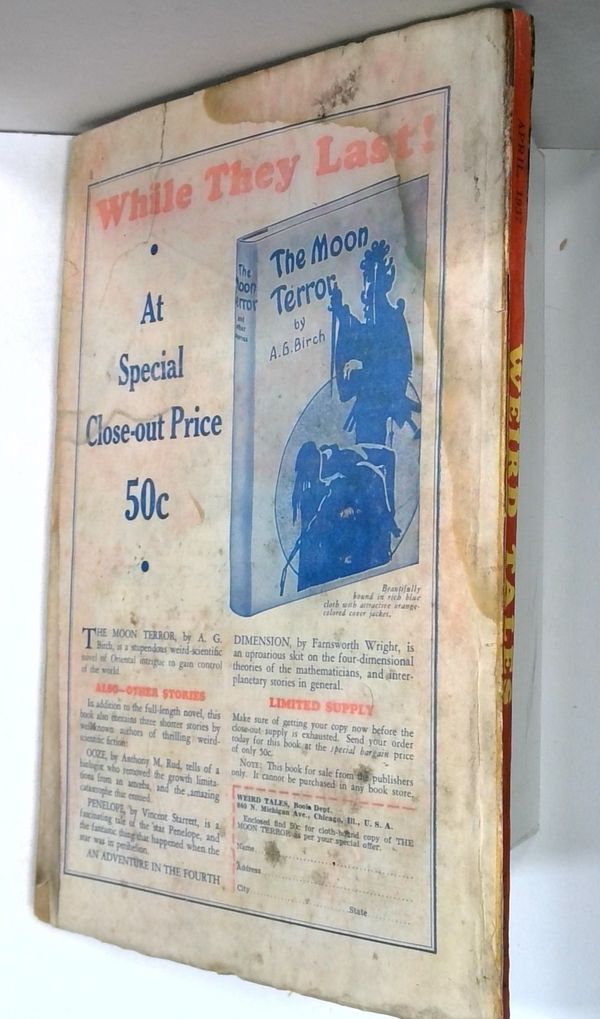 While They Last!
At
Special
Close-out Price
50c
The Moon
Terror
by
A.G. Birch
The
Moon
Terror
and
other
stories
Beautifully
bound in rich blue
cloth with attractive orange-
colored cover jacket.
THE MOON TERROR, by A. G.
Birch, is a stupendous weird-scientific
novel of Oriental intrigue to gain control
of the world.
ALSO—OTHER STORIES
In addition to the full-length novel, this
book also contains three shorter stories by
well-known authors of thrilling weird-
scientific fiction:
OOZE, by Anthony M. Rud, tells of a
biologist who removed the growth limita-
tions from an amoeba, and the amazing
catastrophe that ensued.
PENELOPE, by Vincent Starrett, is a
fascinating tale of the star Penelope, and
the fantastic thing that happened when the
star was in perihelion.
AN ADVENTURE IN THE FOURTH
DIMENSION, by Farnsworth Wright, is
an uproarious skit on the four-dimensional
theories of the mathematicians, and inter-
planetary stories in general.
LIMITED SUPPLY
Make sure of getting your copy now before the
close-out supply is exhausted. Send your order
today for this book at the special bargain price
of only 50c.
NOTE: This book for sale from the publishers
only. It cannot be purchased in any book store.
WEIRD TALES, Book Dept.
840 N. Michigan Ave., Chicago, Ill., U. S. A.
Enclosed find 50c for cloth-bound copy of THE
MOON TERROR as per your special offer.
Name
Address
City
State
APRIL
WEIRD TALES